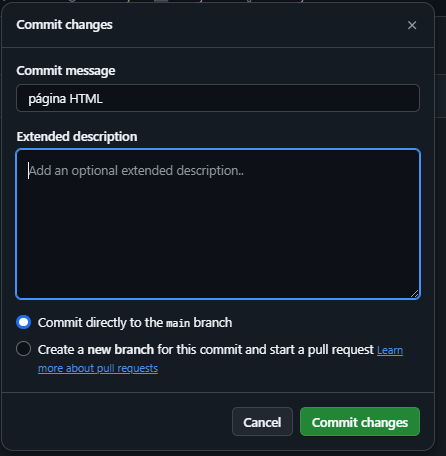 Commit changes
Commit message
página HTML
Extended description
Add an optional extended description..
Commit directly to the main branch
Create a new branch for this commit and start a pull request Learn
more about pull requests
Cancel
Commit changes